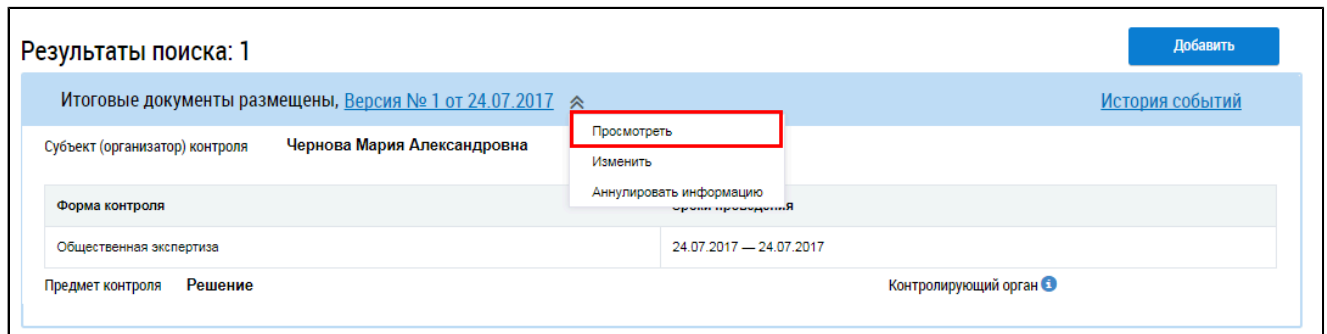 Результаты поиска: 1
Добавить
Итоговые документы размещены, Версия № 1 от 24.07.2017
История событий
Просмотреть
Субъект (организатор) контроля Чернова Мария Александровна
Изменить
Аннулировать информацию
Форма контроля
Сроки проведения
Общественная экспертиза 24.07.2017 — 24.07.2017
Предмет контроля Решение Контролирующий орган